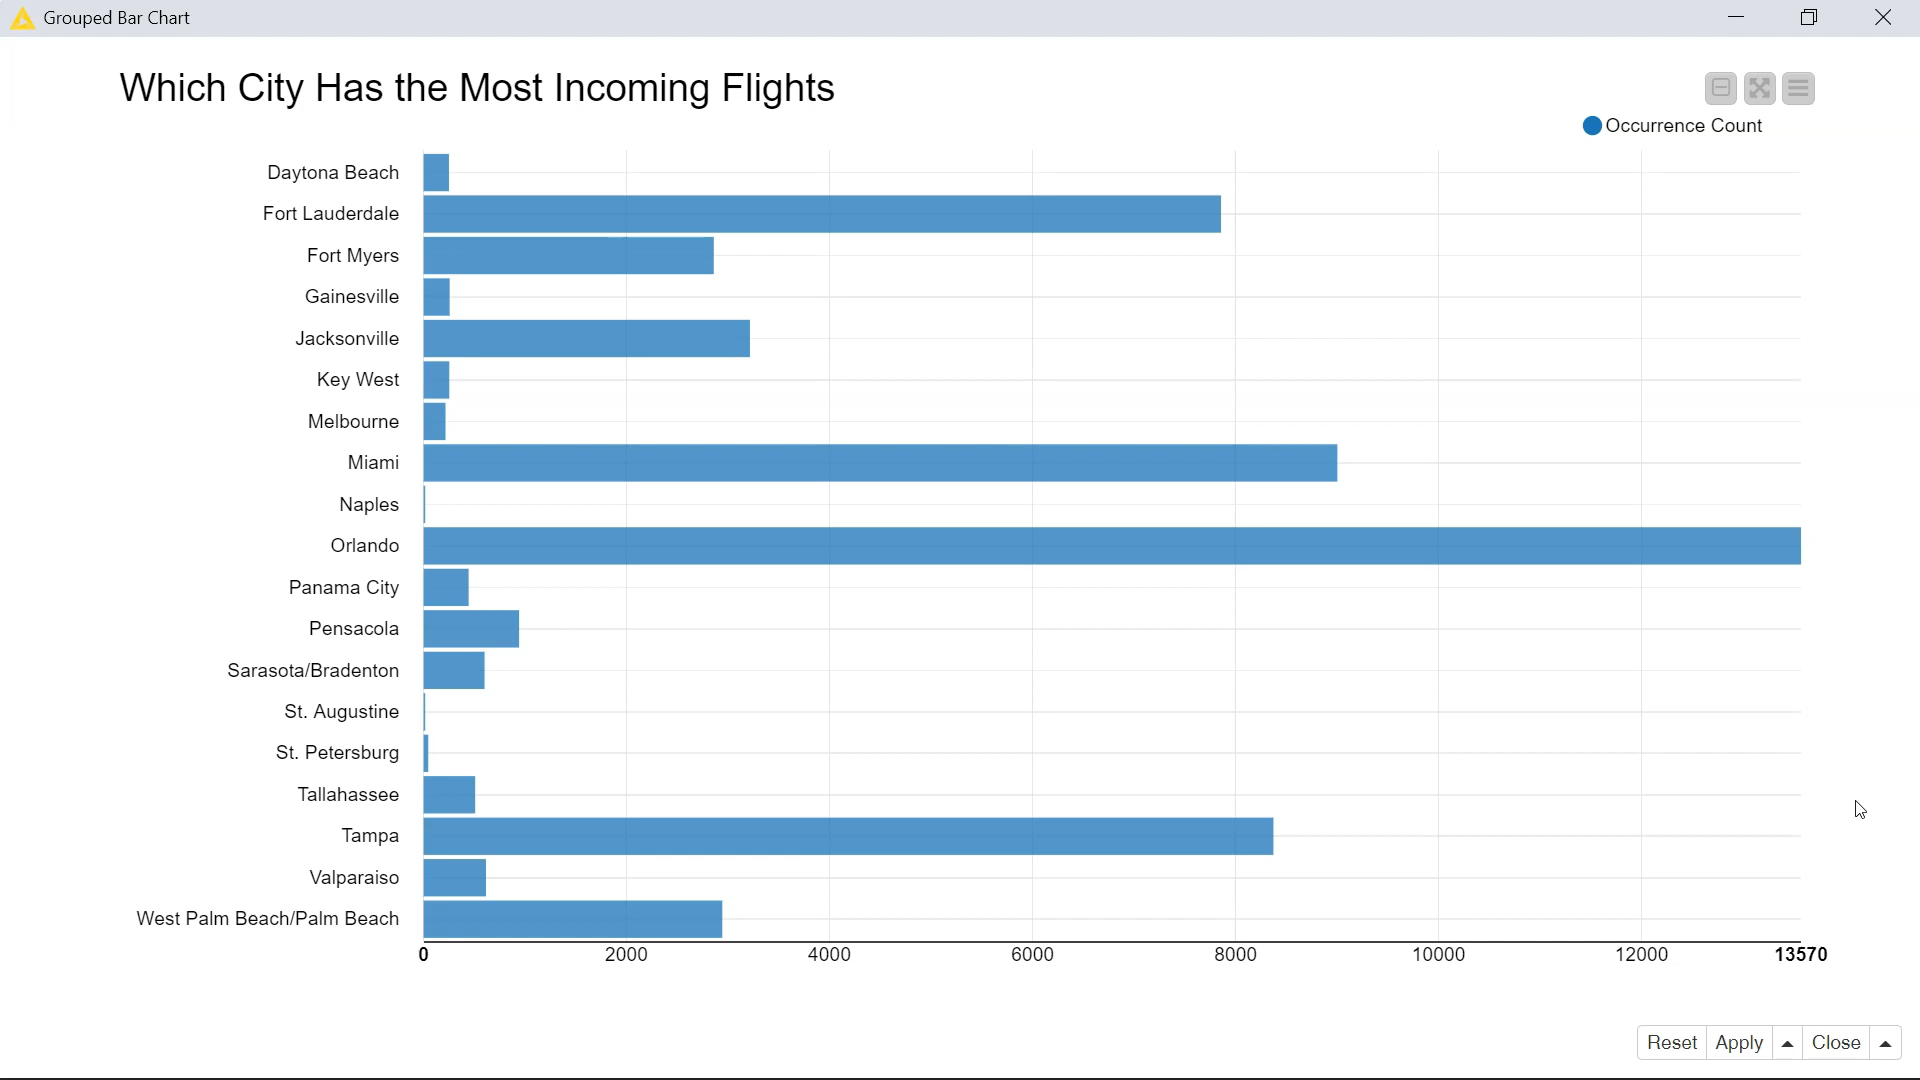 Grouped Bar Chart
Which City Has the Most Incoming Flights
Occurrence Count
Daytona Beach
Fort Lauderdale
Fort Myers
Gainesville
Jacksonville
Key West
Melbourne
Miami
Naples
Orlando
Panama City
Pensacola
Sarasota/Bradenton
St. Augustine
St. Petersburg
Tallahassee
Tampa
Valparaiso
West Palm Beach/Palm Beach
0 2000 4000 6000 8000 10000 12000 13570
Reset Apply Close